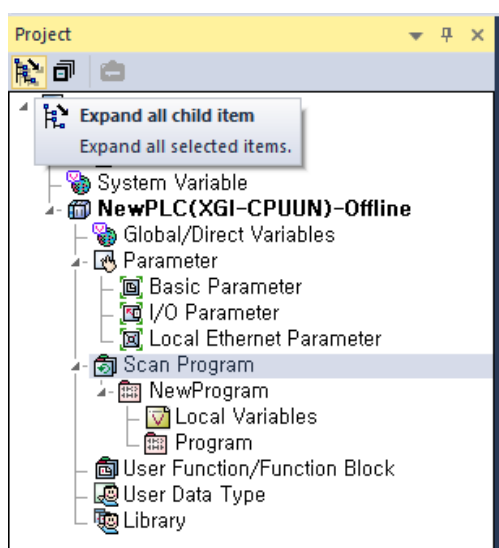 Project
Expand all child item
Expand all selected items.
System Variable
NewPLC(XGI-CPUUN)-Offline
Global/Direct Variables
Parameter
Basic Parameter
I/O Parameter
Local Ethernet Parameter
Scan Program
NewProgram
Local Variables
Program
User Function/Function Block
User Data Type
Library